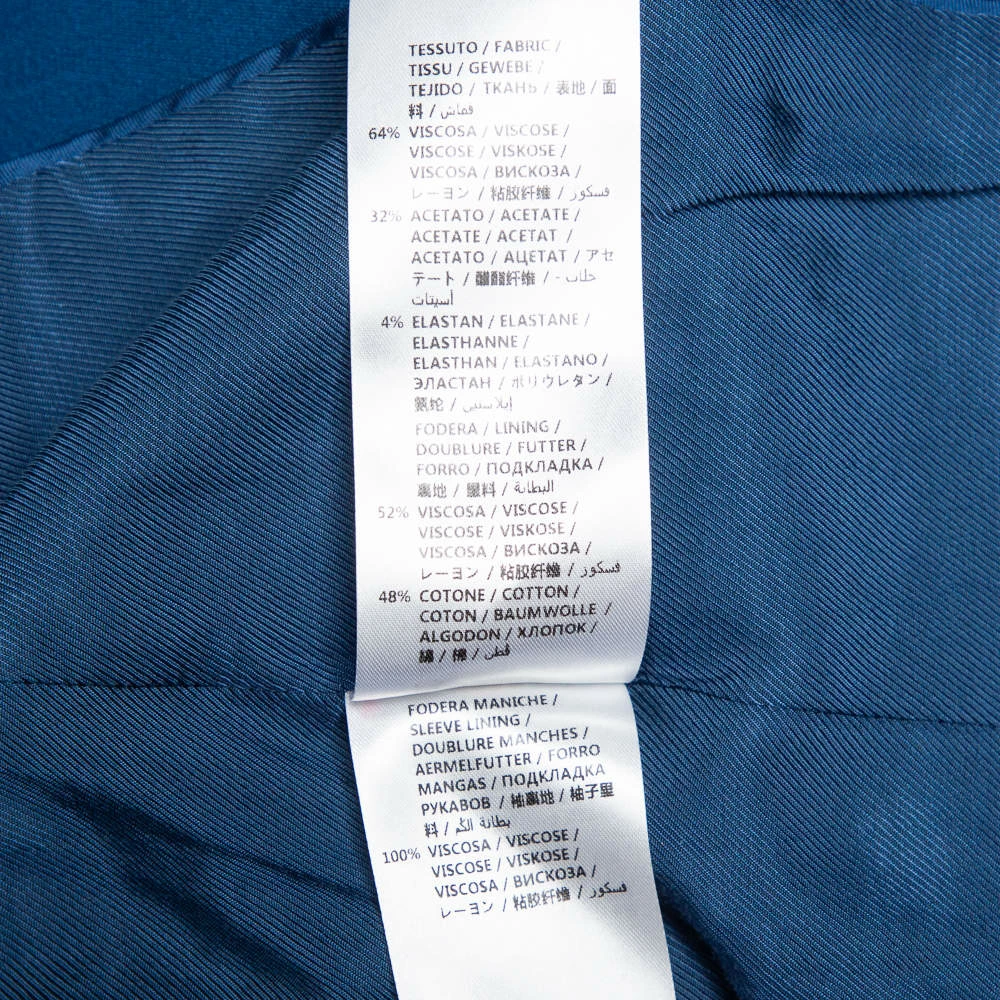 TESSUTO / FABRIC /
TISSU / GEWEBE /
TEJIDO / ТКАНЬ / 表地 / 面
料 / قماش
64% VISCOSA / VISCOSE /
VISCOSE / VISKOSE /
VISCOSA / ВИСКОЗА /
レーヨン / 粘胶纤维 / فسكور
32% ACETATO / ACETATE /
ACETATE / ACETAT /
ACETATO / АЦЕТАТ / アセ
テート / 醋酯纤维 / - حلات
أسيتات
4% ELASTAN / ELASTANE /
ELASTHANNE /
ELASTHAN / ELASTANO /
ЭЛАСТАН / ポリウレタン /
氨纶 / إيلاستين
FODERA / LINING /
DOUBLURE / FUTTER /
FORRO / ПОДКЛАДКА /
裏地 / 里料 / البطانة
52% VISCOSA / VISCOSE /
VISCOSE / VISKOSE /
VISCOSA / ВИСКОЗА /
レーヨン / 粘胶纤维 / فسكور
48% COTONE / COTTON /
COTON / BAUMWOLLE /
ALGODON / ХЛОПОК /
綿 / 棉 / قطن
FODERA MANICHE /
SLEEVE LINING /
DOUBLURE MANCHES /
AERMELFUTTER / FORRO
MANGAS / ПОДКЛАДКА
РУКАВОВ / 袖裏地 / 袖子里
料 / بطانة الكم
100% VISCOSA / VISCOSE /
VISCOSE / VISKOSE /
VISCOSA / ВИСКОЗА /
レーヨン / 粘胶纤维 / فسكور